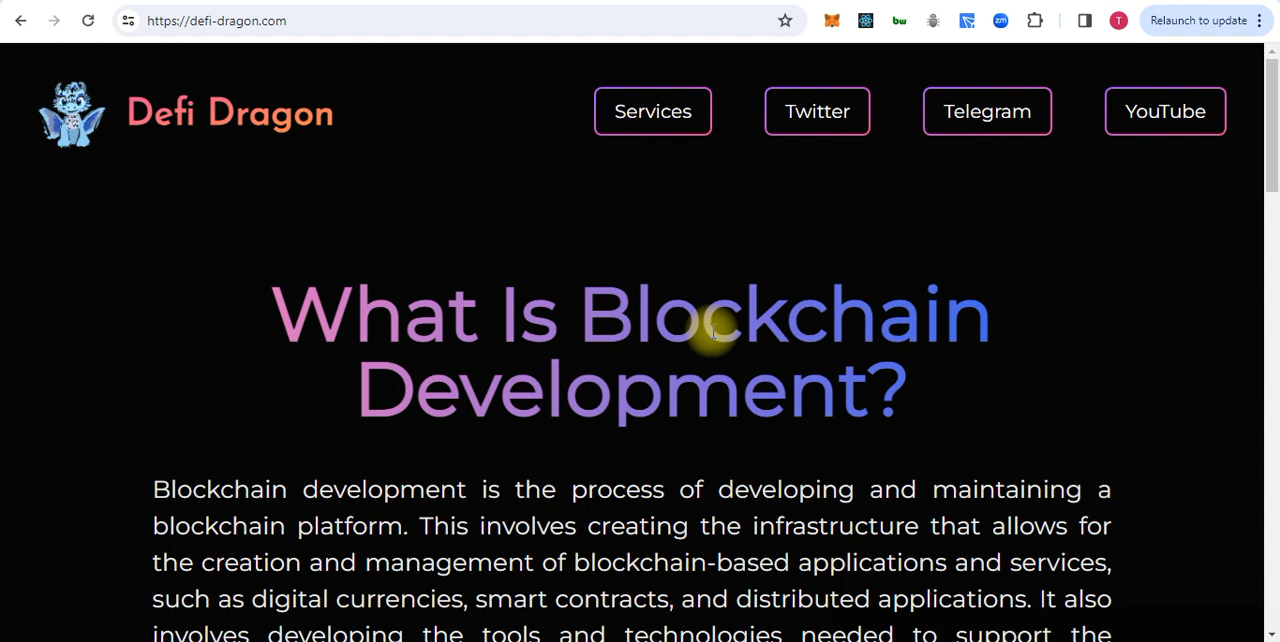 https://defi-dragon.com
bw
zm
T
Relaunch to update
Defi Dragon
Services
Twitter
Telegram
YouTube
What Is Blockchain
Development?
Blockchain development is the process of developing and maintaining a
blockchain platform. This involves creating the infrastructure that allows for
the creation and management of blockchain-based applications and services,
such as digital currencies, smart contracts, and distributed applications. It also
involves developing the tools and technologies needed to support the